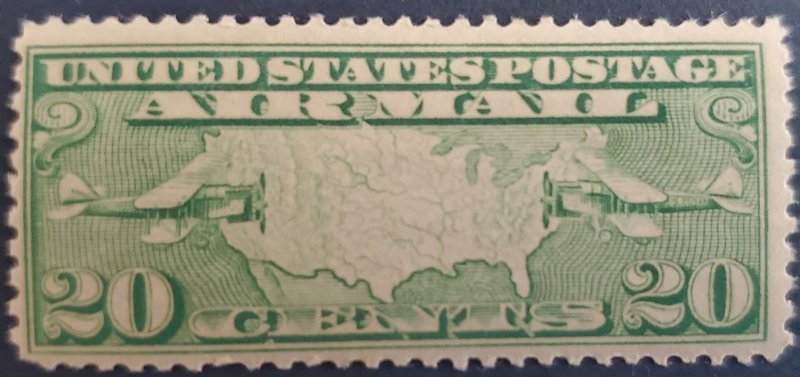 UNITED STATES POSTAGE
AIR MAIL
20 CENTS 20